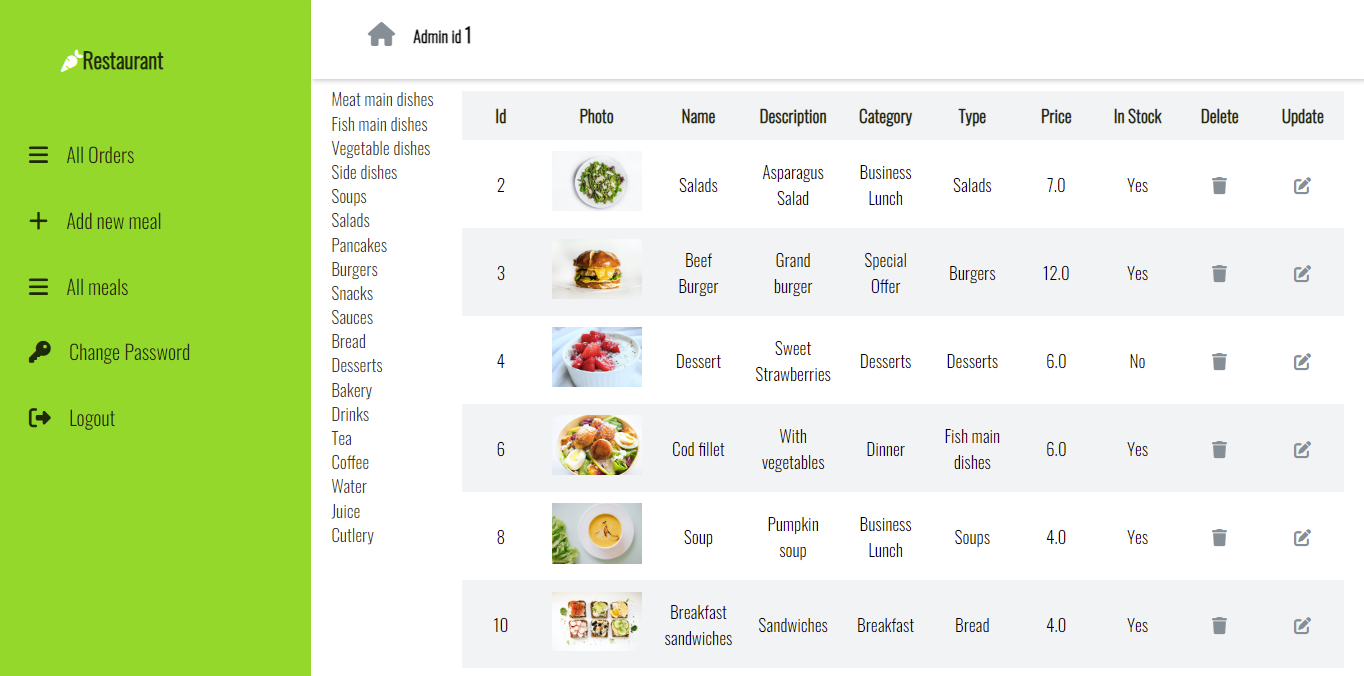 Restaurant
All Orders
Add new meal
All meals
Change Password
Logout
Admin id 1
Meat main dishes
Fish main dishes
Vegetable dishes
Side dishes
Soups
Salads
Pancakes
Burgers
Snacks
Sauces
Bread
Desserts
Bakery
Drinks
Tea
Coffee
Water
Juice
Cutlery
Id Photo Name Description Category Type Price In Stock Delete Update
2 Salads Asparagus Salad Business Lunch Salads 7.0 Yes
3 Beef Burger Grand burger Special Offer Burgers 12.0 Yes
4 Dessert Sweet Strawberries Desserts Desserts 6.0 No
6 Cod fillet With vegetables Dinner Fish main dishes 6.0 Yes
8 Soup Pumpkin soup Business Lunch Soups 4.0 Yes
10 Breakfast sandwiches Sandwiches Breakfast Bread 4.0 Yes